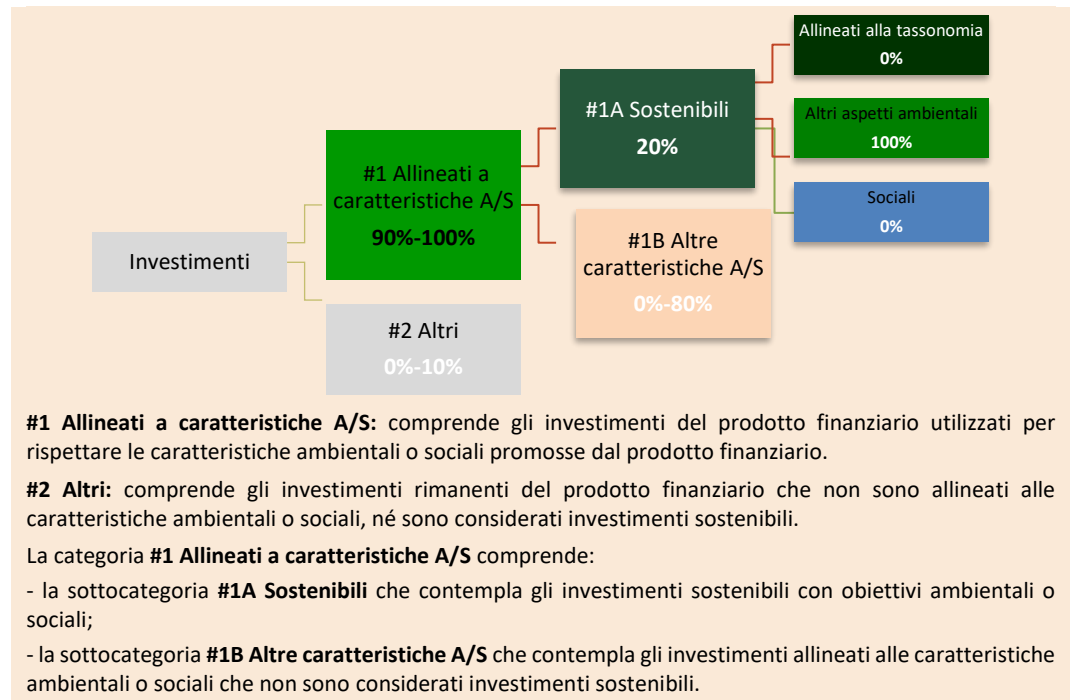 Investimenti
#1 Allineati a
caratteristiche A/S
90%-100%
#2 Altri
0%-10%
#1A Sostenibili
20%
#1B Altre
caratteristiche A/S
0%-80%
Allineati alla tassonomia
0%
Altri aspetti ambientali
100%
Sociali
0%
#1 Allineati a caratteristiche A/S: comprende gli investimenti del prodotto finanziario utilizzati per
rispettare le caratteristiche ambientali o sociali promosse dal prodotto finanziario.
#2 Altri: comprende gli investimenti rimanenti del prodotto finanziario che non sono allineati alle
caratteristiche ambientali o sociali, né sono considerati investimenti sostenibili.
La categoria #1 Allineati a caratteristiche A/S comprende:
- la sottocategoria #1A Sostenibili che contempla gli investimenti sostenibili con obiettivi ambientali o
sociali;
- la sottocategoria #1B Altre caratteristiche A/S che contempla gli investimenti allineati alle caratteristiche
ambientali o sociali che non sono considerati investimenti sostenibili.